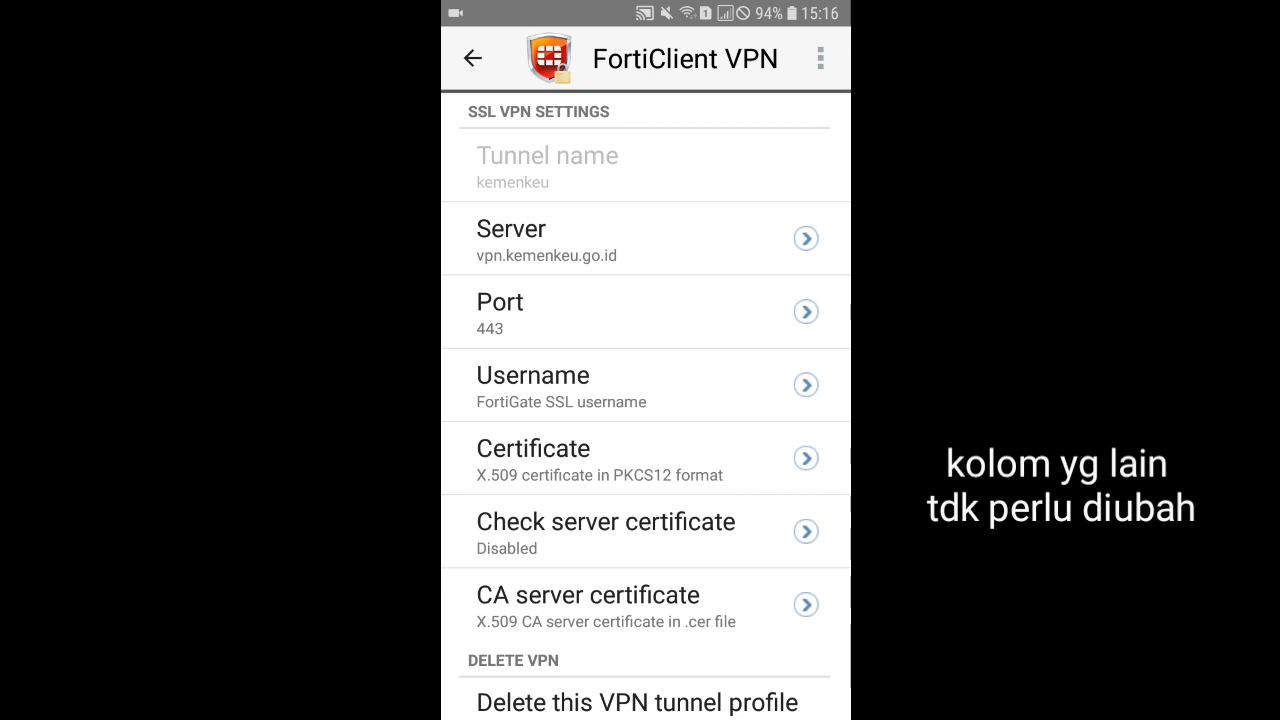 94% 15:16
FortiClient VPN
SSL VPN SETTINGS
Tunnel name
kemenkeu
Server
vpn.kemenkeu.go.id
Port
443
Username
FortiGate SSL username
Certificate
X.509 certificate in PKCS12 format
Check server certificate
Disabled
CA server certificate
X.509 CA server certificate in .cer file
DELETE VPN
Delete this VPN tunnel profile
kolom yg lain
tdk perlu diubah